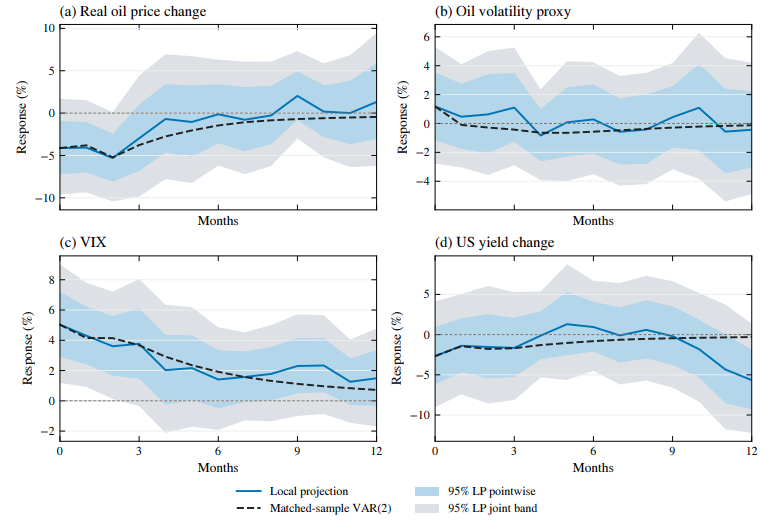 (a) Real oil price change
(b) Oil volatility proxy
10
5
0
−5
−10
Response (%)
Months
6
4
2
0
−2
−4
Response (%)
Months
(c) VIX
(d) US yield change
8
6
4
2
0
−2
Response (%)
0 3 6 9 12
Months
5
0
−5
−10
Response (%)
0 3 6 9 12
Months
Local projection
Matched-sample VAR(2)
95% LP pointwise
95% LP joint band